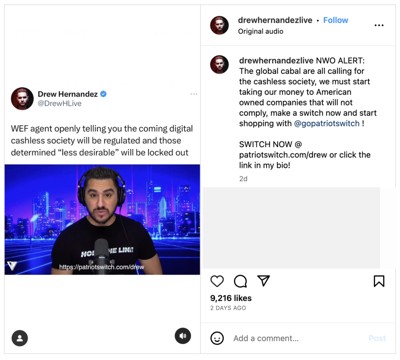 drewhernandezlive • Follow
Original audio
drewhernandezlive NWO ALERT:
The global cabal are all calling for
the cashless society, we must start
taking our money to American
owned companies that will not
comply, make a switch now and start
shopping with @gopatriotswitch !
SWITCH NOW @
patriotswitch.com/drew or click the
link in my bio!
2d
Drew Hernandez
@DrewHLive
WEF agent openly telling you the coming digital
cashless society will be regulated and those
determined “less desirable” will be locked out
HOLD THE LINE
https://patriotswitch.com/drew
9,216 likes
2 DAYS AGO
Add a comment...
Post